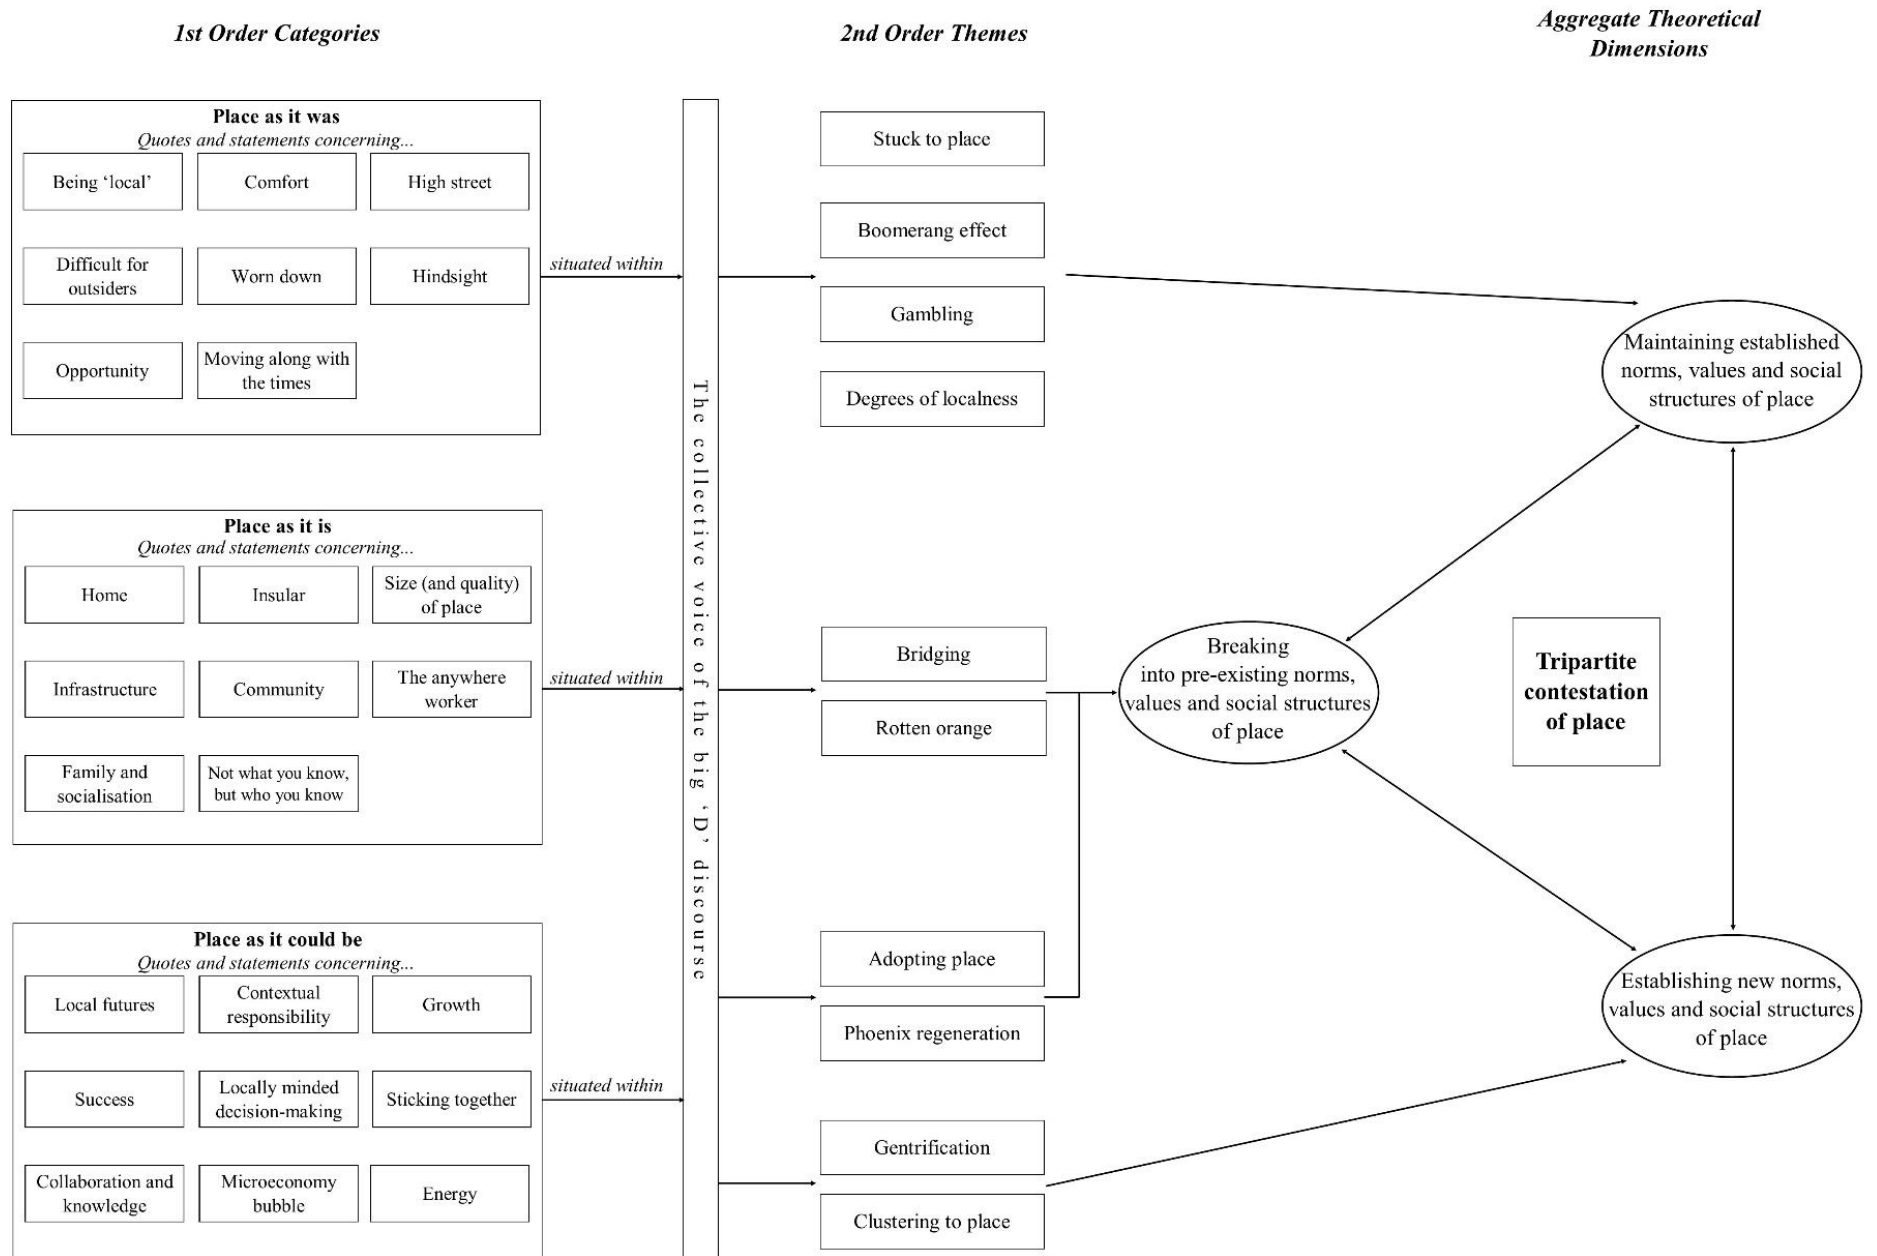 1st Order Categories
2nd Order Themes
Aggregate Theoretical
Dimensions
Place as it was
Quotes and statements concerning...
Being ‘local’
Comfort
High street
Difficult for
outsiders
Worn down
Hindsight
Opportunity
Moving along with
the times
situated within
Place as it is
Quotes and statements concerning...
Home
Insular
Size (and quality)
of place
Infrastructure
Community
The anywhere
worker
Family and
socialisation
Not what you know,
but who you know
situated within
Place as it could be
Quotes and statements concerning...
Local futures
Contextual
responsibility
Growth
Success
Locally minded
decision-making
Sticking together
Collaboration and
knowledge
Microeconomy
bubble
Energy
situated within
The collective voice of the big ‘D’ discourse
Stuck to place
Boomerang effect
Gambling
Degrees of localness
Bridging
Rotten orange
Adopting place
Phoenix regeneration
Gentrification
Clustering to place
Breaking
into pre-existing norms,
values and social structures
of place
Maintaining established
norms, values and social
structures of place
Tripartite
contestation
of place
Establishing new norms,
values and social structures
of place